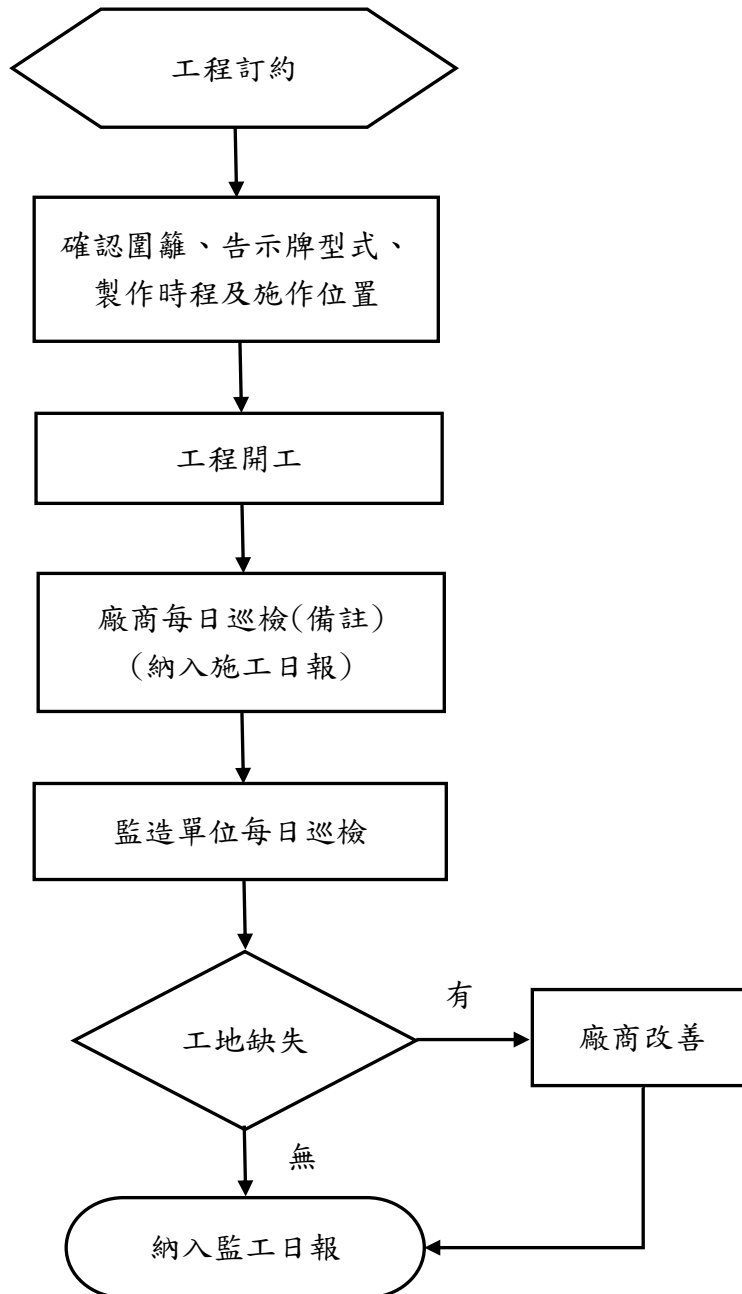 工程訂約
確認圍籬、告示牌型式、
製作時程及施作位置
工程開工
廠商每日巡檢(備註)
(納入施工日報)
監造單位每日巡檢
工地缺失
有
廠商改善
無
納入監工日報